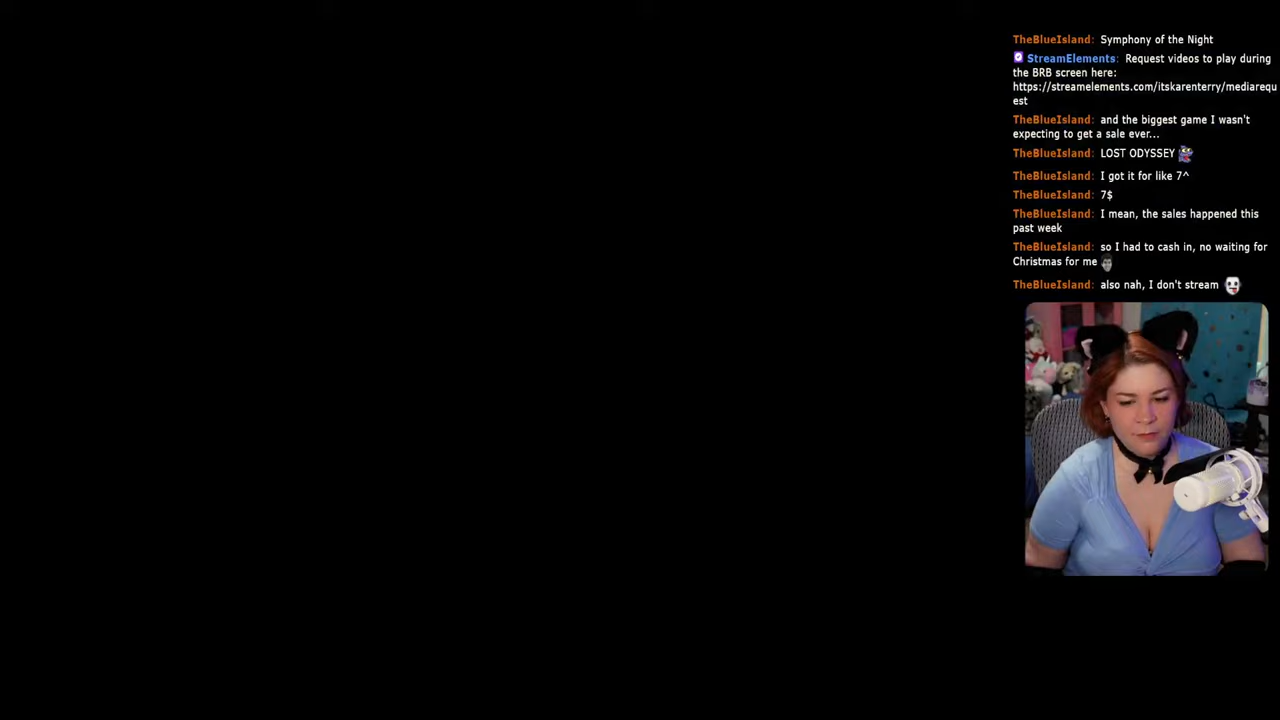 TheBlueIsland: Symphony of the Night
StreamElements: Request videos to play during
the BRB screen here:
https://streamelements.com/itskarenterry/mediarequ
est
TheBlueIsland: and the biggest game I wasn't
expecting to get a sale ever...
TheBlueIsland: LOST ODYSSEY
TheBlueIsland: I got it for like 7^
TheBlueIsland: 7$
TheBlueIsland: I mean, the sales happened this
past week
TheBlueIsland: so I had to cash in, no waiting for
Christmas for me
TheBlueIsland: also nah, I don't stream